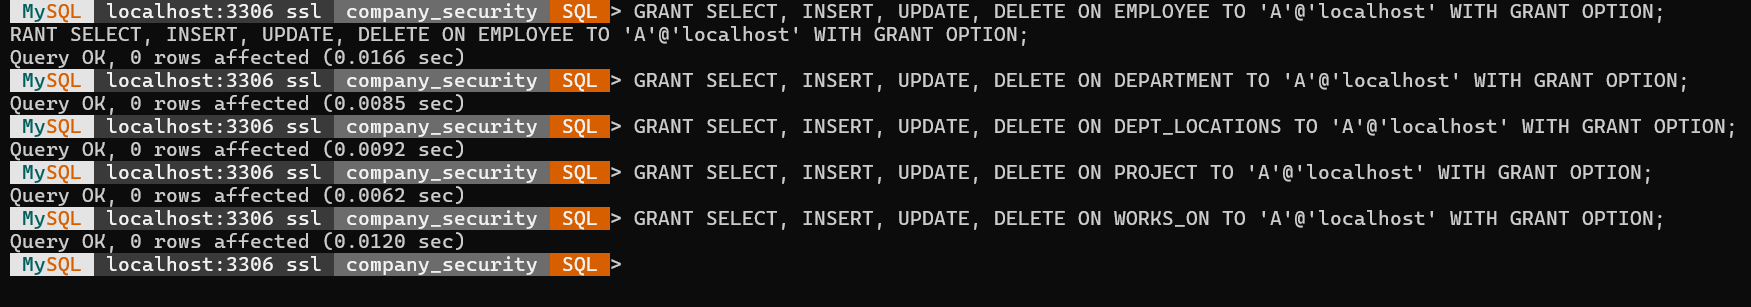 MySQL localhost:3306 ssl company_security SQL > GRANT SELECT, INSERT, UPDATE, DELETE ON EMPLOYEE TO 'A'@'localhost' WITH GRANT OPTION;
RANT SELECT, INSERT, UPDATE, DELETE ON EMPLOYEE TO 'A'@'localhost' WITH GRANT OPTION;
Query OK, 0 rows affected (0.0166 sec)
MySQL localhost:3306 ssl company_security SQL > GRANT SELECT, INSERT, UPDATE, DELETE ON DEPARTMENT TO 'A'@'localhost' WITH GRANT OPTION;
Query OK, 0 rows affected (0.0085 sec)
MySQL localhost:3306 ssl company_security SQL > GRANT SELECT, INSERT, UPDATE, DELETE ON DEPT_LOCATIONS TO 'A'@'localhost' WITH GRANT OPTION;
Query OK, 0 rows affected (0.0092 sec)
MySQL localhost:3306 ssl company_security SQL > GRANT SELECT, INSERT, UPDATE, DELETE ON PROJECT TO 'A'@'localhost' WITH GRANT OPTION;
Query OK, 0 rows affected (0.0062 sec)
MySQL localhost:3306 ssl company_security SQL > GRANT SELECT, INSERT, UPDATE, DELETE ON WORKS_ON TO 'A'@'localhost' WITH GRANT OPTION;
Query OK, 0 rows affected (0.0120 sec)
MySQL localhost:3306 ssl company_security SQL >